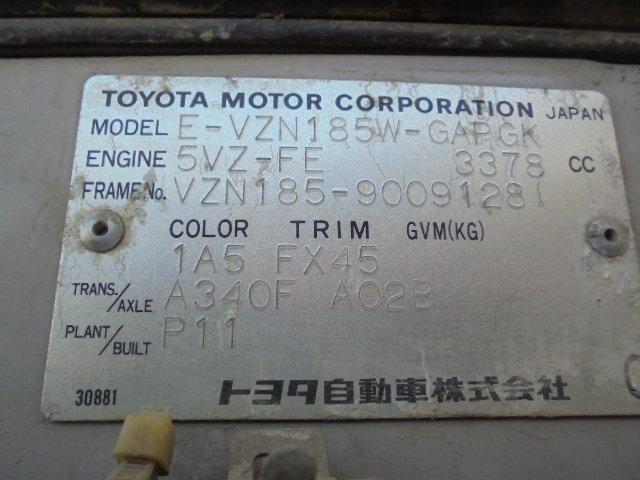 TOYOTA MOTOR CORPORATION JAPAN
MODEL E-VZN185W-GAPGK
ENGINE 5VZ-FE 3378 CC
FRAME No. VZN185-9009128
COLOR TRIM GVM(KG)
1A5 FX45
TRANS./AXLE A340F A02B
PLANT/BUILT P11
30881 トヨタ自動車株式会社